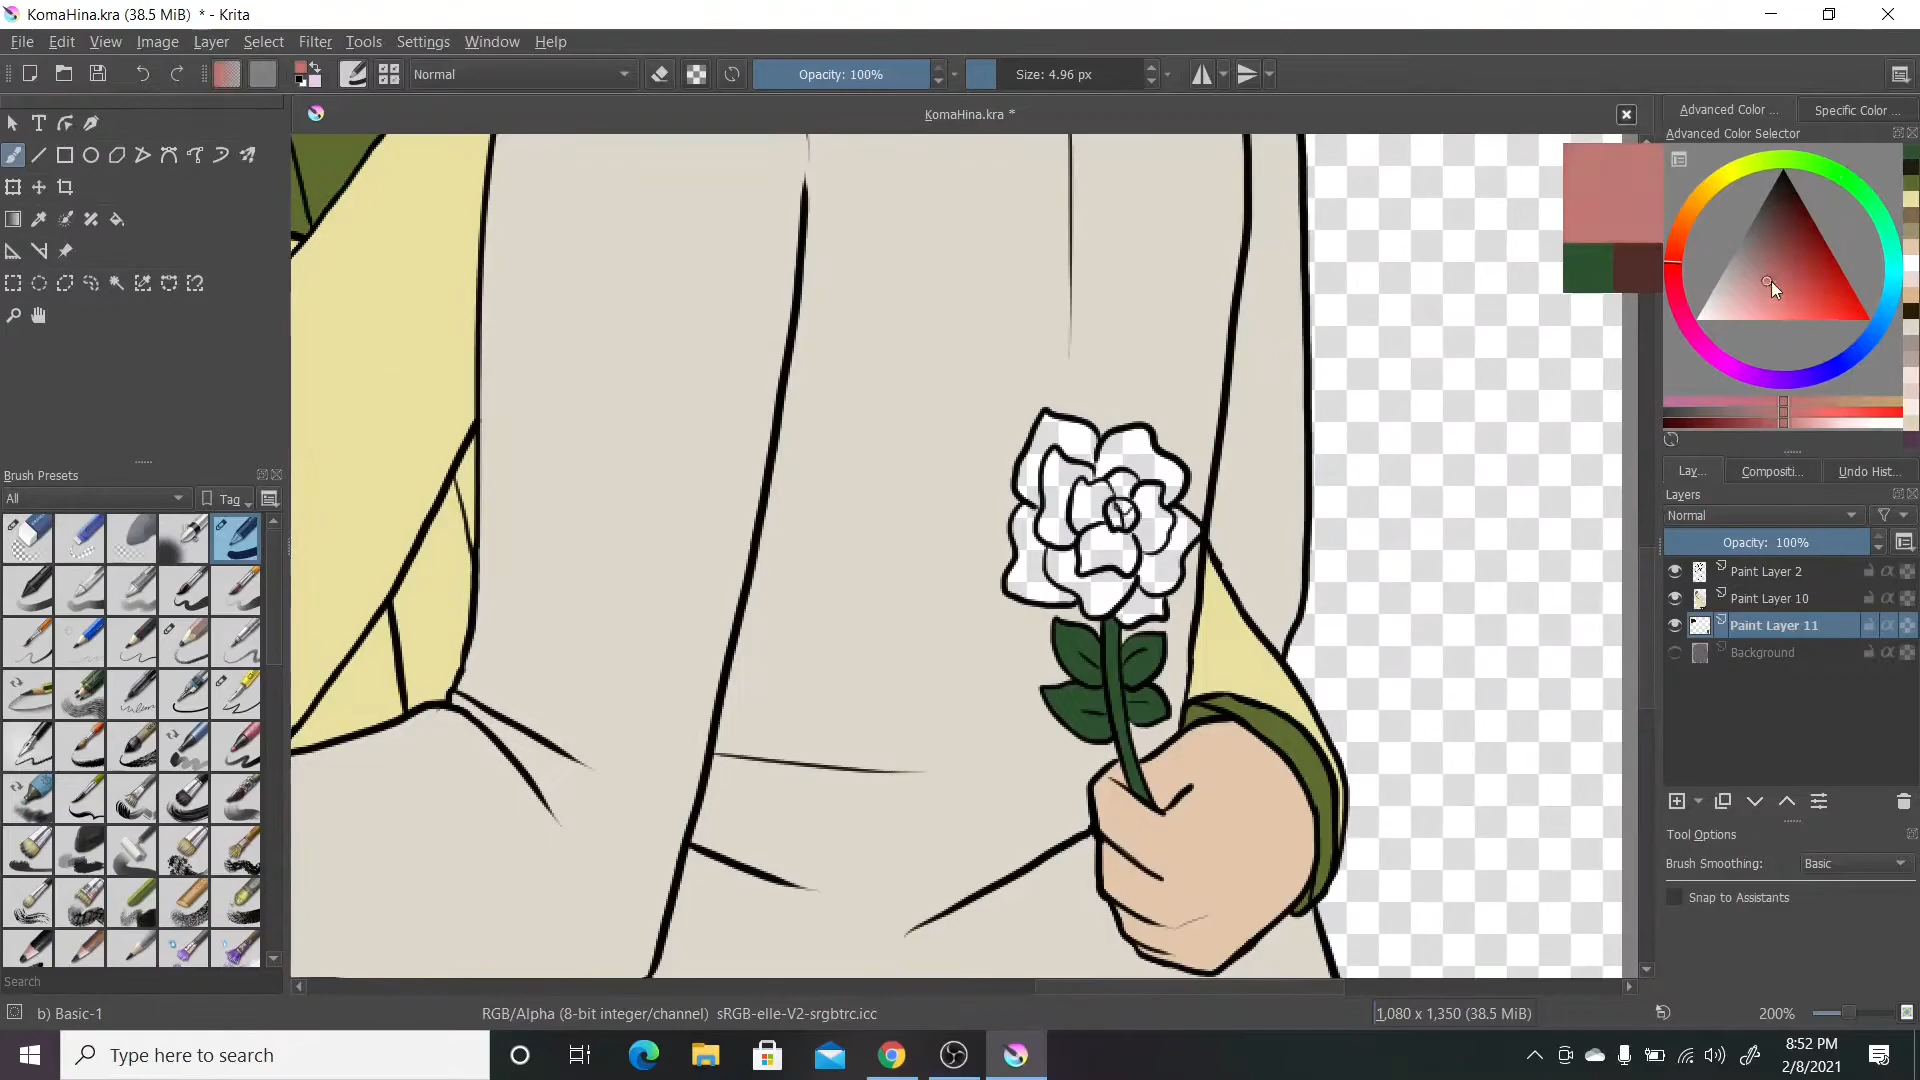 KomaHina.kra (38.5 MiB) * - Krita
File Edit View Image Layer Select Filter Tools Settings Window Help
Normal
Opacity: 100%
Size: 4.96 px
KomaHina.kra *
Advanced Color ...
Specific Color ...
Advanced Color Selector
Brush Presets
All
Tag
Lay...
Compositi...
Undo Hist...
Layers
Normal
Opacity: 100%
Paint Layer 2
Paint Layer 10
Paint Layer 11
Background
Tool Options
Brush Smoothing:
Basic
Snap to Assistants
Search
b) Basic-1
RGB/Alpha (8-bit integer/channel) sRGB-elle-V2-srgbtrc.icc
1,080 x 1,350 (38.5 MiB)
200%
Type here to search
8:52 PM
2/8/2021